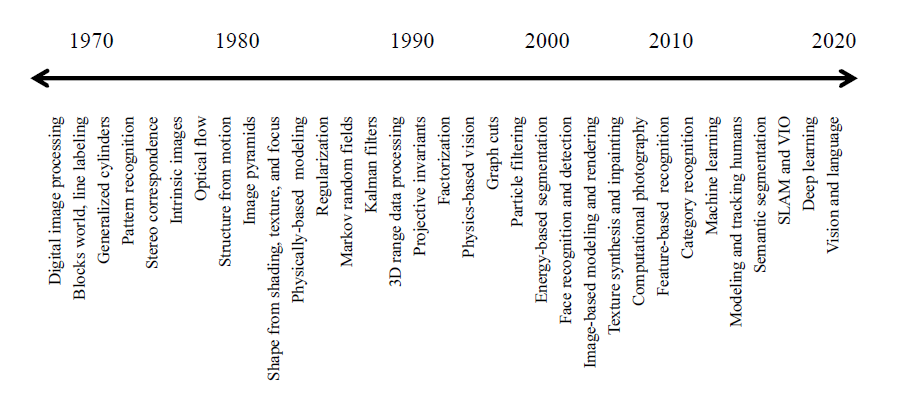 1970
1980
1990
2000
2010
2020
Digital image processing
Blocks world, line labeling
Generalized cylinders
Pattern recognition
Stereo correspondence
Intrinsic images
Optical flow
Structure from motion
Image pyramids
Shape from shading, texture, and focus
Physically-based modeling
Regularization
Markov random fields
Kalman filters
3D range data processing
Projective invariants
Factorization
Physics-based vision
Graph cuts
Particle filtering
Energy-based segmentation
Face recognition and detection
Image-based modeling and rendering
Texture synthesis and inpainting
Computational photography
Feature-based recognition
Category recognition
Machine learning
Modeling and tracking humans
Semantic segmentation
SLAM and VIO
Deep learning
Vision and language